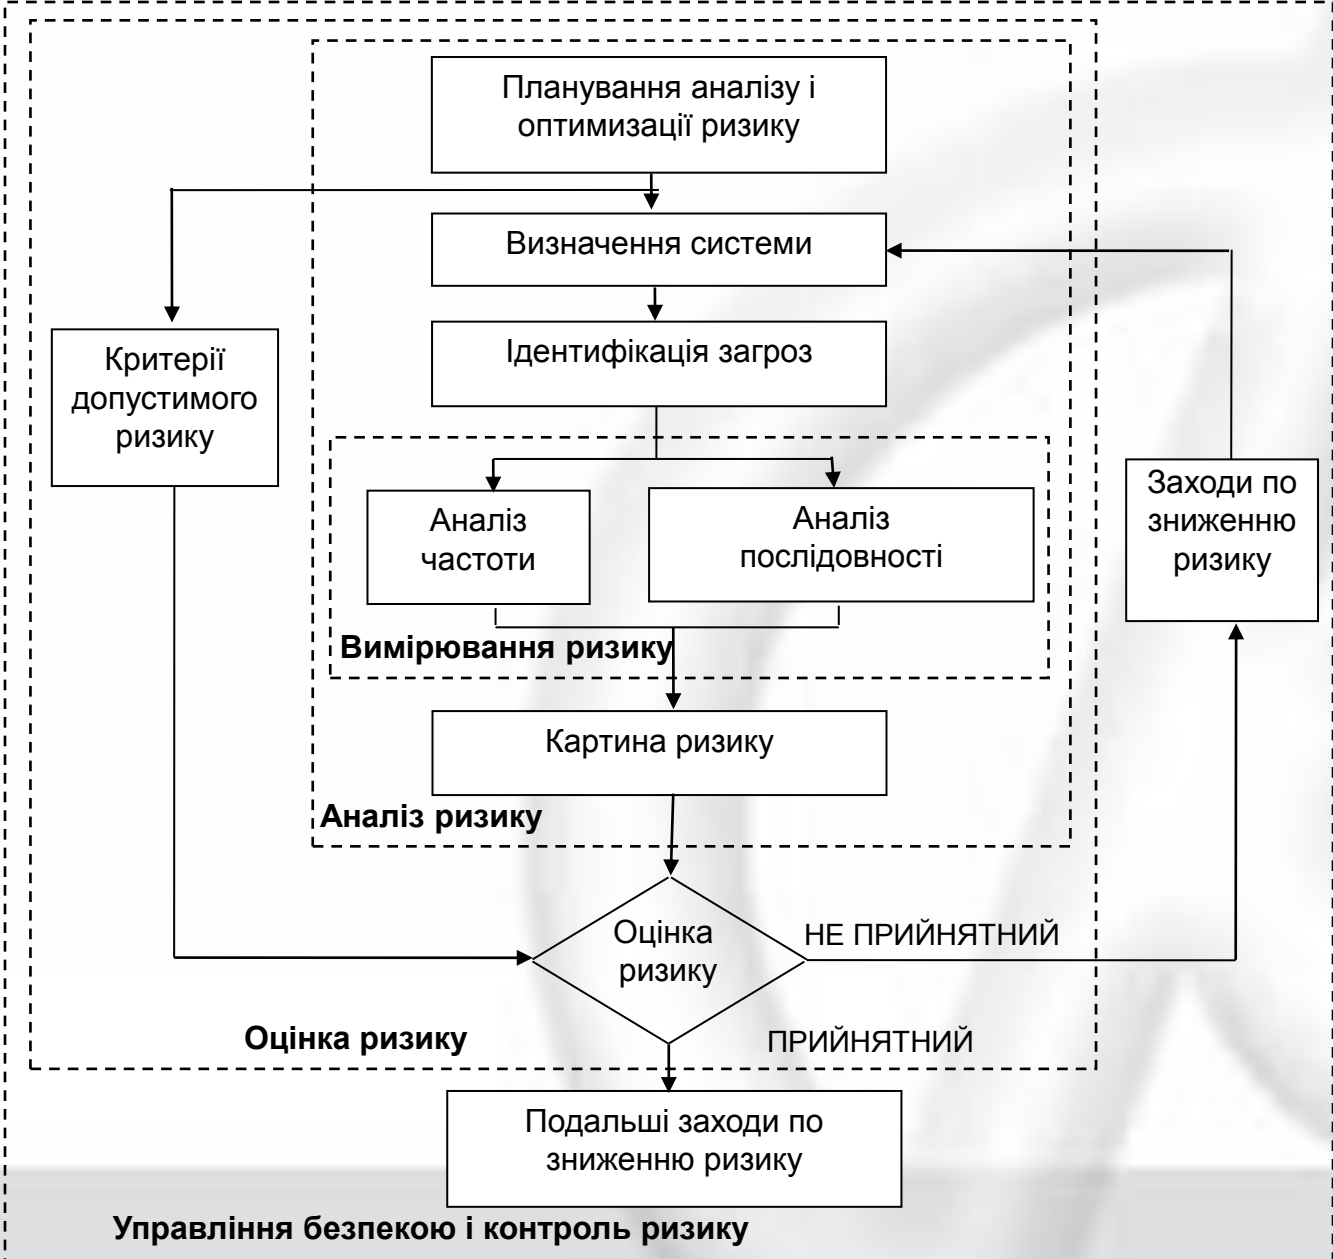 Планування аналізу і
оптимизації ризику
Визначення системи
Ідентифікація загроз
Критерії
допустимого
ризику
Заходи по
зниженню
ризику
Аналіз
частоти
Аналіз
послідовності
Вимірювання ризику
Картина ризику
Аналіз ризику
Оцінка
ризику
НЕ ПРИЙНЯТНИЙ
Оцінка ризику
ПРИЙНЯТНИЙ
Подальші заходи по
зниженню ризику
Управління безпекою і контроль ризику